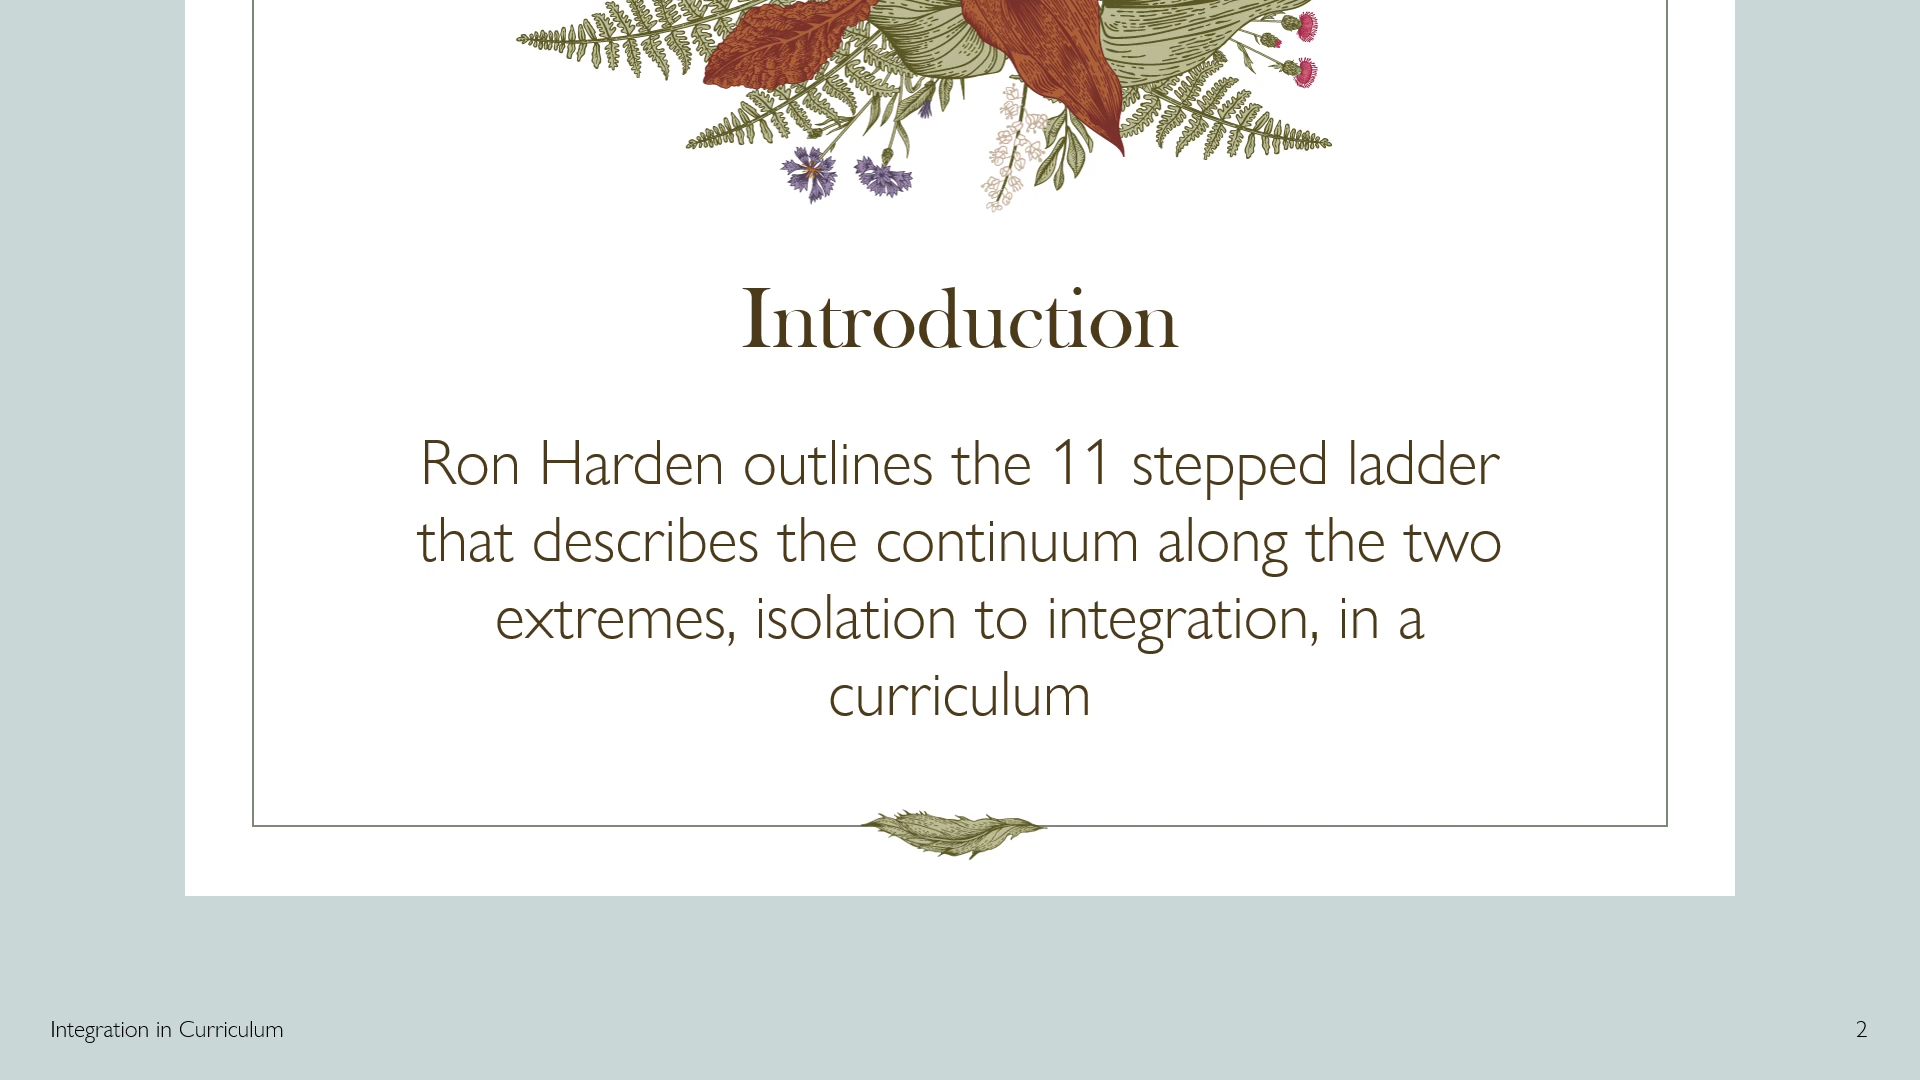 Introduction
Ron Harden outlines the 11 stepped ladder
that describes the continuum along the two
extremes, isolation to integration, in a
curriculum
Integration in Curriculum
2